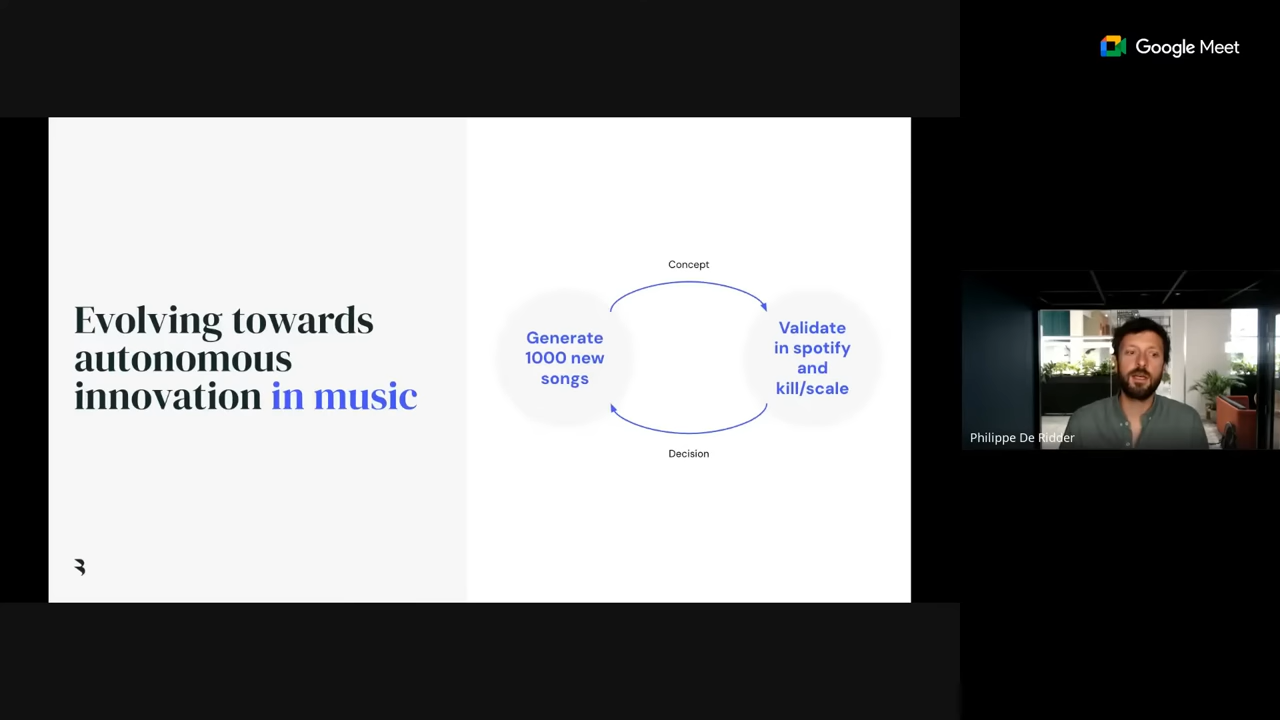 Google Meet
Evolving towards
autonomous
innovation in music
Concept
Generate
1000 new
songs
Validate
in spotify
and
kill/scale
Decision
Philippe De Ridder